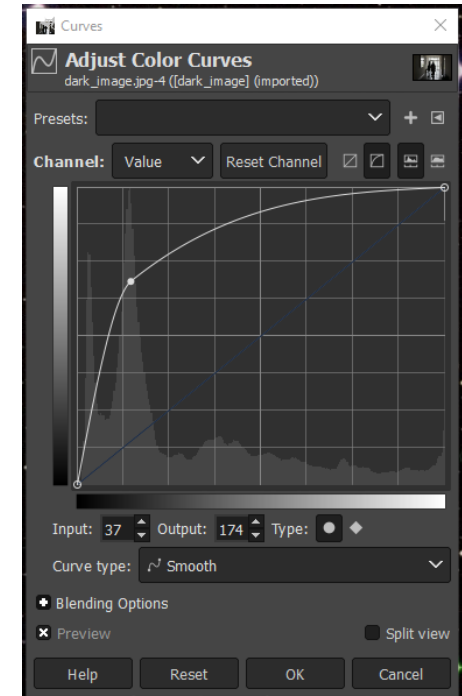 Curves
Adjust Color Curves
dark_image.jpg-4 ([dark_image] (imported))
Presets:
Channel: Value Reset Channel
Input: 37 Output: 174 Type:
Curve type: Smooth
Blending Options
Preview Split view
Help Reset OK Cancel